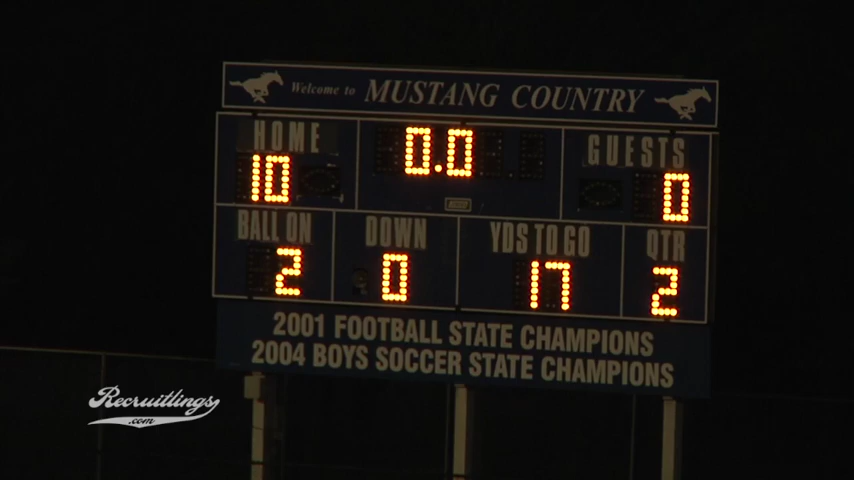 Welcome to MUSTANG COUNTRY
HOME 0.0 GUESTS
10 0
BALL ON DOWN YDS TO GO QTR
2 0 17 2
2001 FOOTBALL STATE CHAMPIONS
2004 BOYS SOCCER STATE CHAMPIONS
Recruitlings
.com